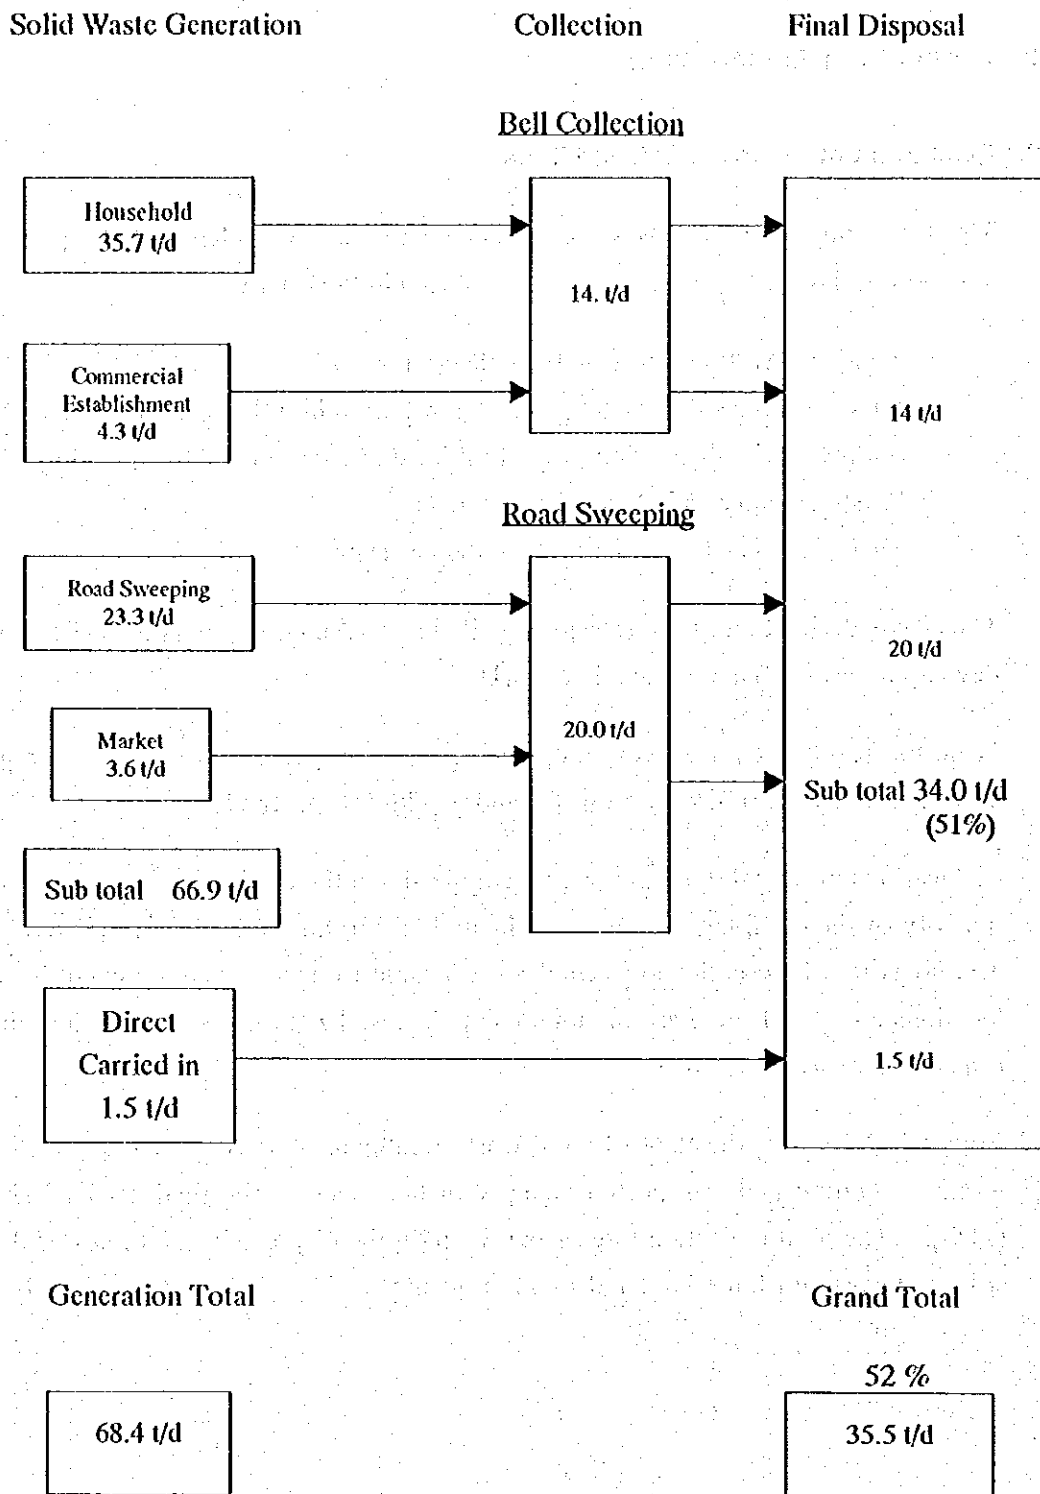 Solid Waste Generation
Collection
Final Disposal
Bell Collection
Household
35.7 t/d
14. t/d
Commercial
Establishment
4.3 t/d
14 t/d
Road Sweeping
Road Sweeping
23.3 t/d
20 t/d
Market
3.6 t/d
20.0 t/d
Sub total 34.0 t/d
(51%)
Sub total 66.9 t/d
Direct
Carried in
1.5 t/d
1.5 t/d
Generation Total
Grand Total
52 %
68.4 t/d
35.5 t/d